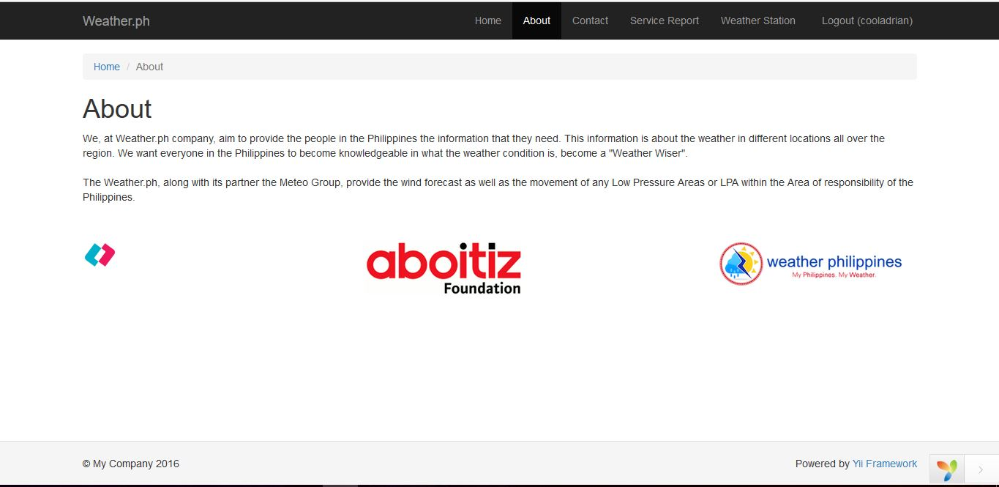 Weather.ph
Home About Contact Service Report Weather Station Logout (cooladrian)
Home / About
About
We, at Weather.ph company, aim to provide the people in the Philippines the information that they need. This information is about the weather in different locations all over the
region. We want everyone in the Philippines to become knowledgeable in what the weather condition is, become a "Weather Wiser".
The Weather.ph, along with its partner the Meteo Group, provide the wind forecast as well as the movement of any Low Pressure Areas or LPA within the Area of responsibility of the
Philippines.
aboitiz
Foundation
weather philippines
My Philippines. My Weather.
© My Company 2016
Powered by Yii Framework